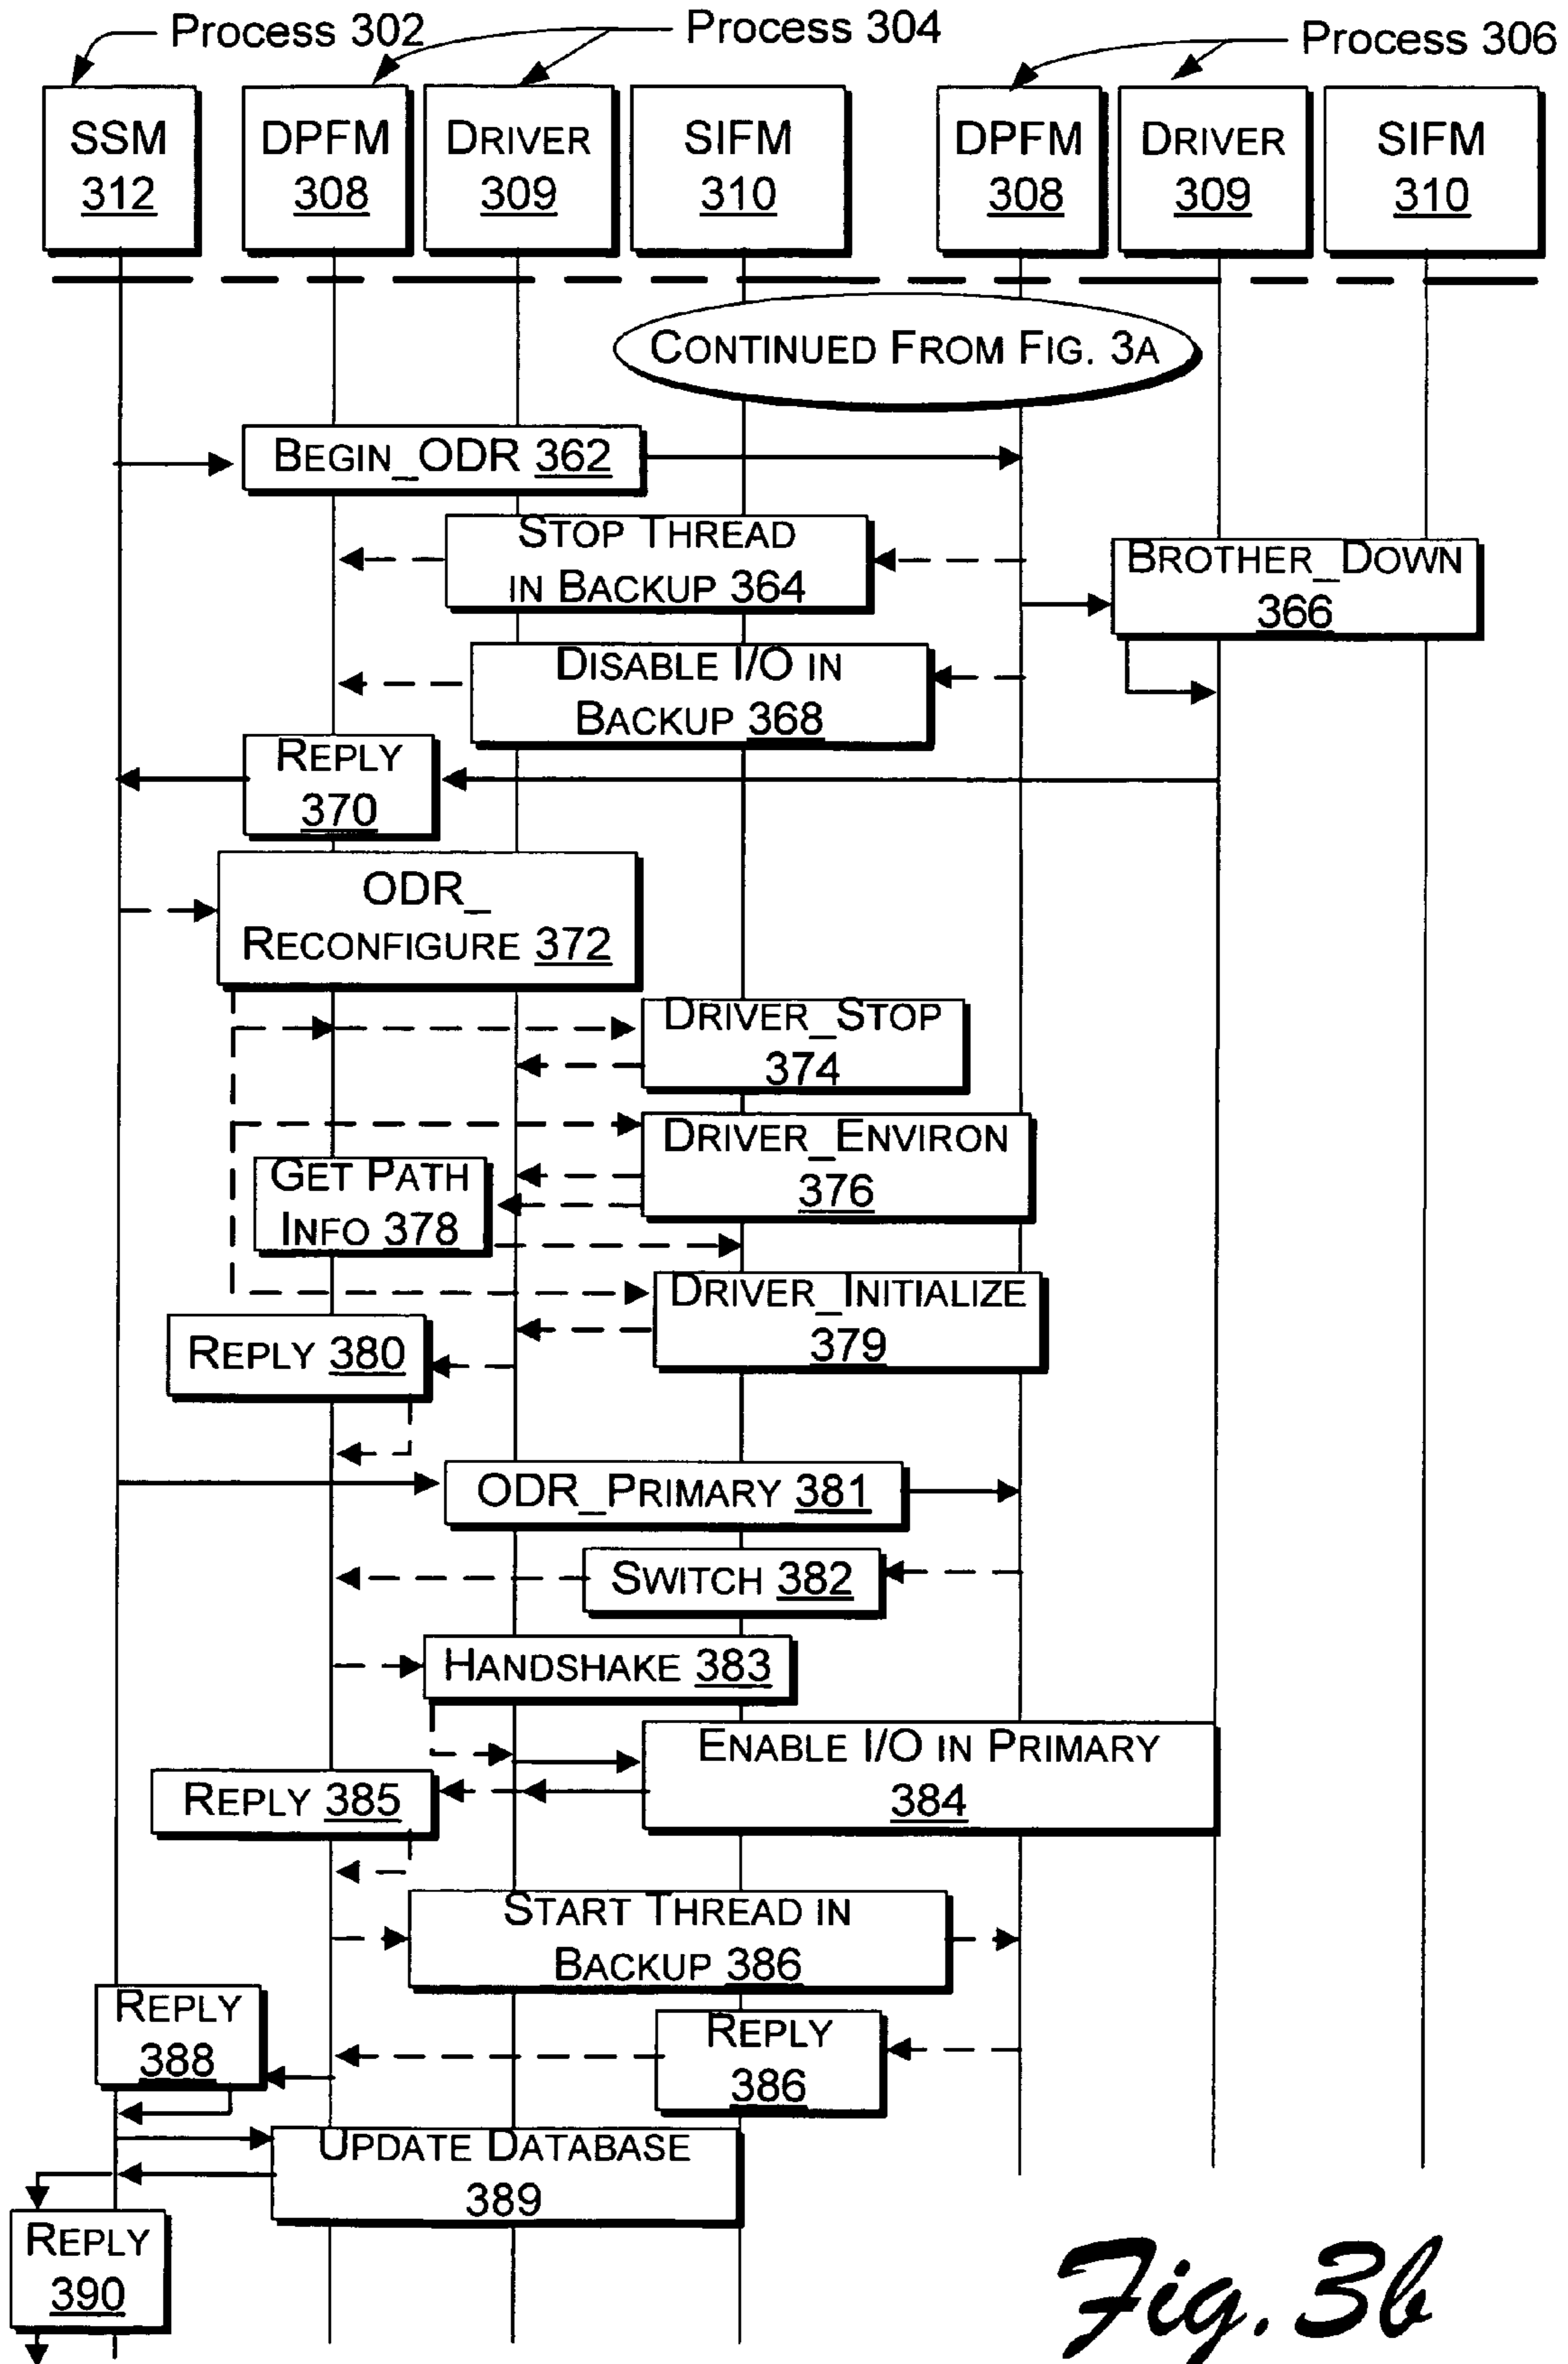 Process 302
Process 304
Process 306
SSM
312
DPFM
308
DRIVER
309
SIFM
310
DPFM
308
DRIVER
309
SIFM
310
CONTINUED FROM FIG. 3A
BEGIN_ODR 362
STOP THREAD
IN BACKUP 364
BROTHER_DOWN
366
DISABLE I/O IN
BACKUP 368
REPLY
370
ODR_
RECONFIGURE 372
DRIVER_STOP
374
DRIVER_ENVIRON
376
GET PATH
INFO 378
DRIVER_INITIALIZE
379
REPLY 380
ODR_PRIMARY 381
SWITCH 382
HANDSHAKE 383
ENABLE I/O IN PRIMARY
384
REPLY 385
START THREAD IN
BACKUP 386
REPLY
388
REPLY
386
UPDATE DATABASE
389
REPLY
390
Fig. 3b